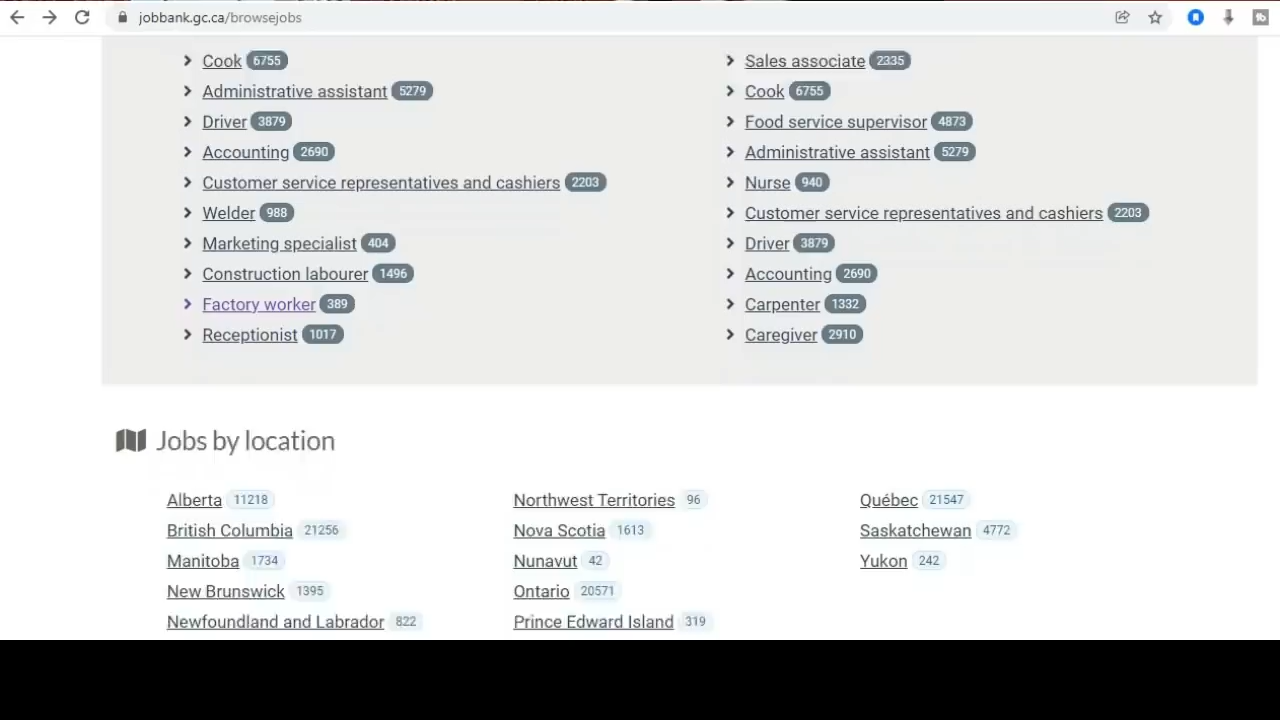 jobbank.gc.ca/browsejobs
Cook 6755
Administrative assistant 5279
Driver 3879
Accounting 2690
Customer service representatives and cashiers 2203
Welder 988
Marketing specialist 404
Construction labourer 1496
Factory worker 389
Receptionist 1017
Sales associate 2335
Cook 6755
Food service supervisor 4873
Administrative assistant 5279
Nurse 940
Customer service representatives and cashiers 2203
Driver 3879
Accounting 2690
Carpenter 1332
Caregiver 2910
Jobs by location
Alberta 11218
British Columbia 21256
Manitoba 1734
New Brunswick 1395
Newfoundland and Labrador 822
Northwest Territories 96
Nova Scotia 1613
Nunavut 42
Ontario 20571
Prince Edward Island 319
Québec 21547
Saskatchewan 4772
Yukon 242